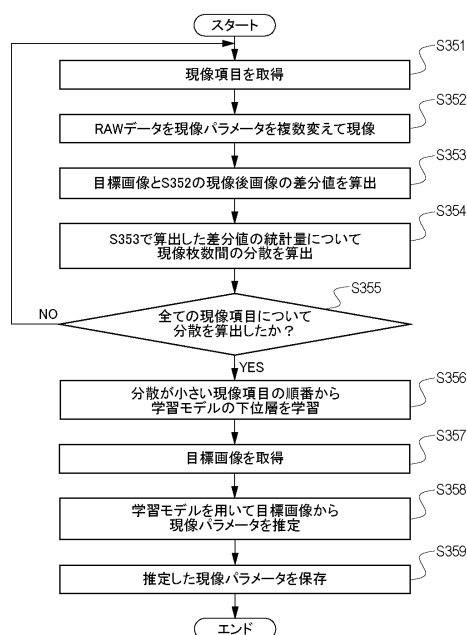 スタート
S351
現像項目を取得
S352
RAWデータを現像パラメータを複数変えて現像
S353
目標画像とS352の現像後画像の差分値を算出
S354
S353で算出した差分値の統計量について
現像枚数間の分散を算出
S355
全ての現像項目について
分散を算出したか?
NO
YES
S356
分散が小さい現像項目の順番から
学習モデルの下位層を学習
S357
目標画像を取得
S358
学習モデルを用いて目標画像から
現像パラメータを推定
S359
推定した現像パラメータを保存
エンド